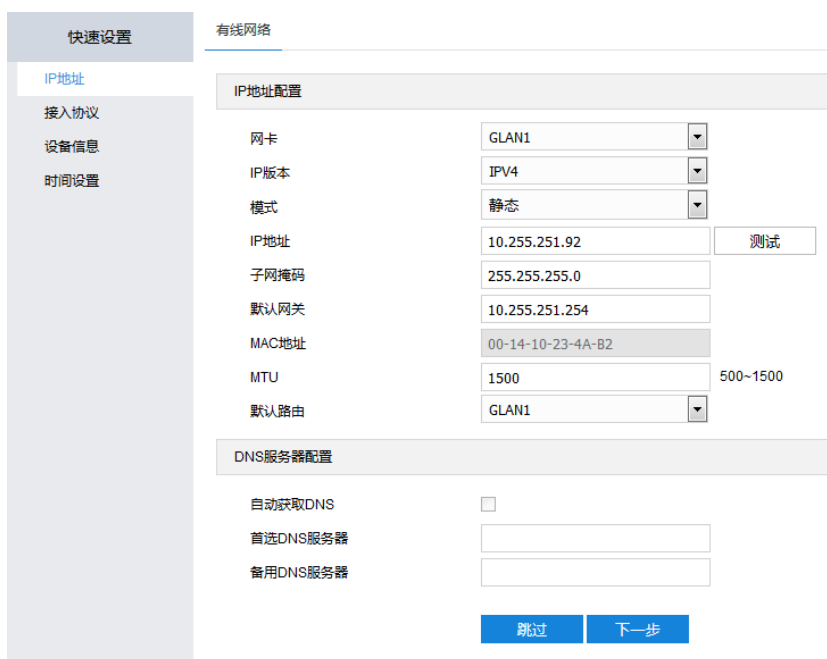 快速设置
IP地址
接入协议
设备信息
时间设置
有线网络
IP地址配置
网卡 GLAN1
IP版本 IPV4
模式 静态
IP地址 10.255.251.92 测试
子网掩码 255.255.255.0
默认网关 10.255.251.254
MAC地址 00-14-10-23-4A-B2
MTU 1500 500~1500
默认路由 GLAN1
DNS服务器配置
自动获取DNS
首选DNS服务器
备用DNS服务器
跳过 下一步